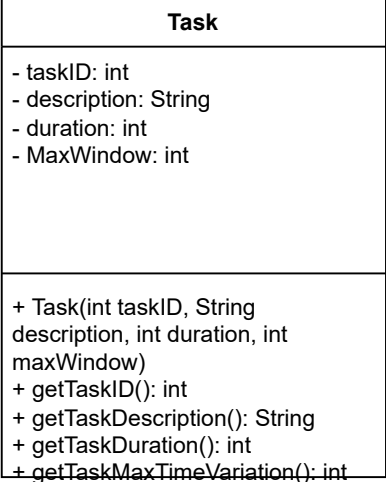 Task
- taskID: int
- description: String
- duration: int
- MaxWindow: int
+ Task(int taskID, String
description, int duration, int
maxWindow)
+ getTaskID(): int
+ getTaskDescription(): String
+ getTaskDuration(): int
+ getTaskMaxTimeVariation(): int